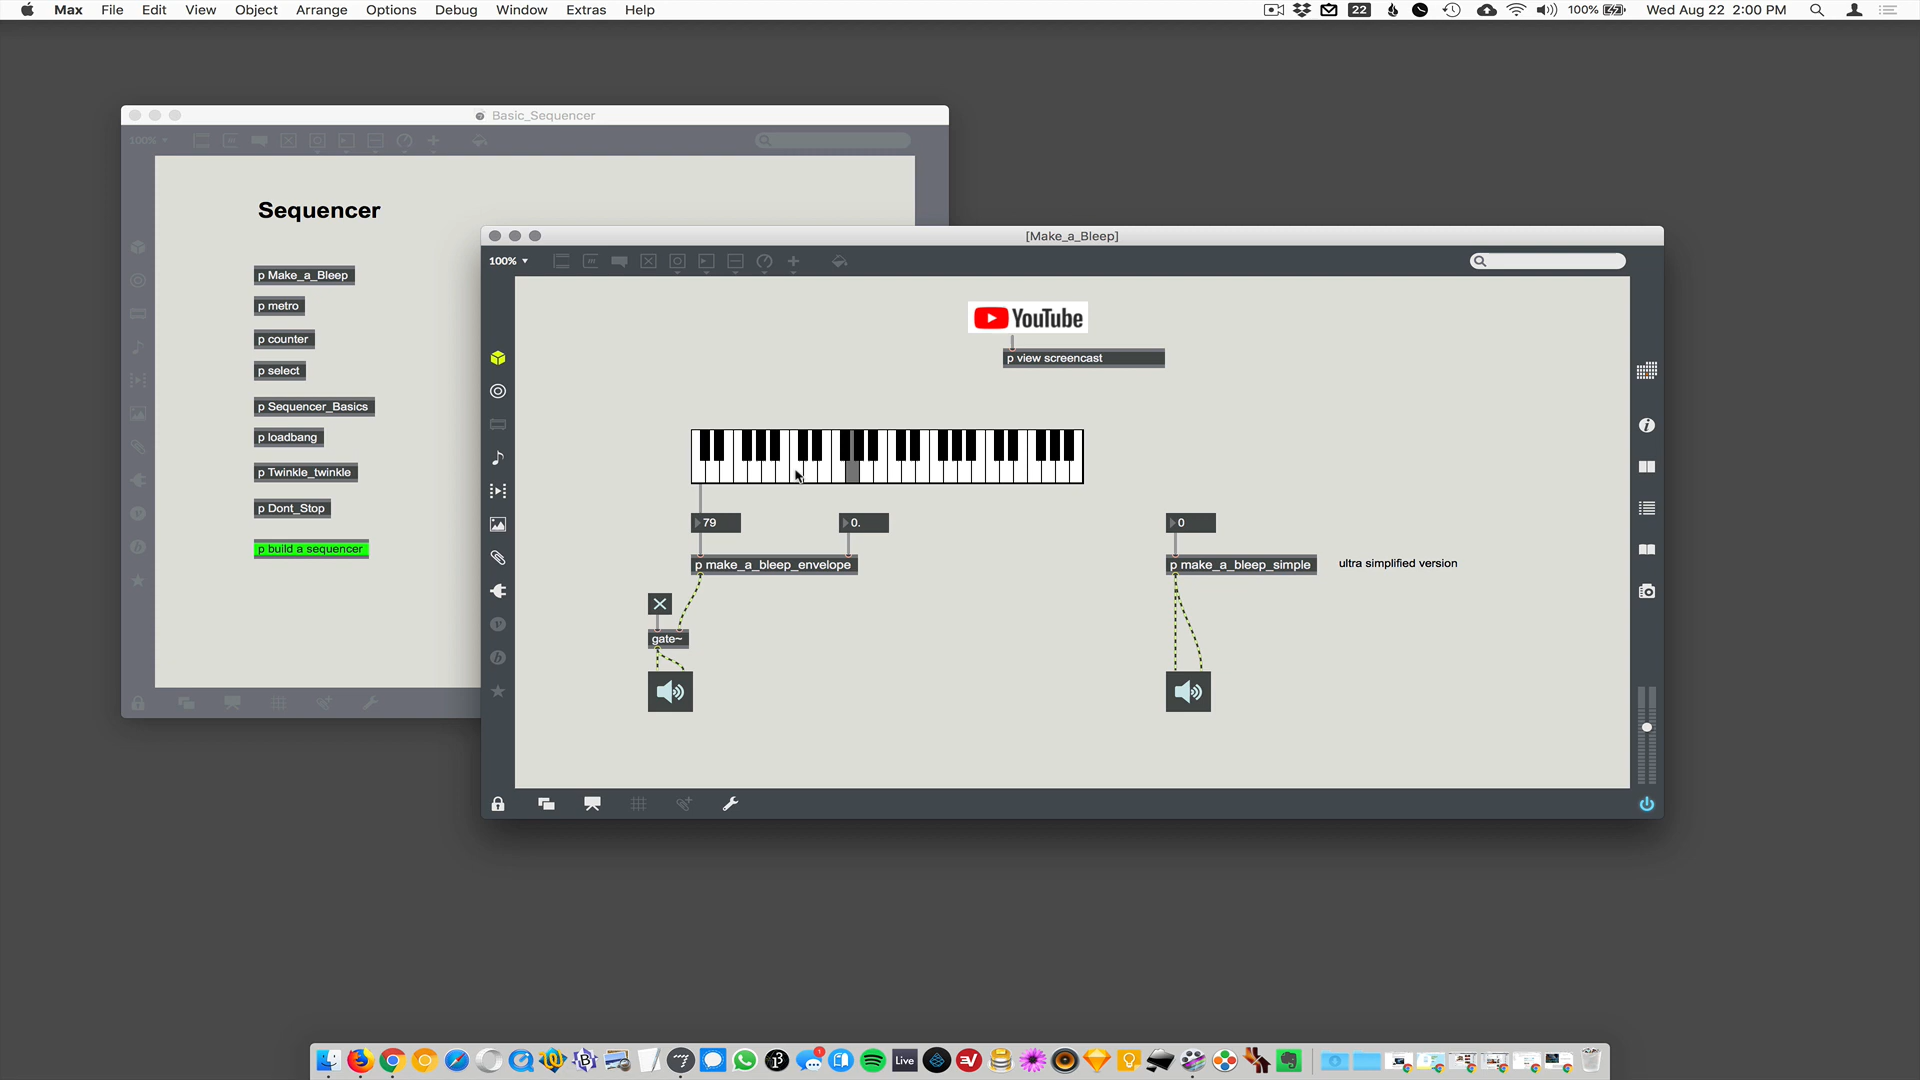 Max File Edit View Object Arrange Options Debug Window Extras Help 22 100% Wed Aug 22 2:00 PM
Basic_Sequencer
100%
Sequencer
p Make_a_Bleep
p metro
p counter
p select
p Sequencer_Basics
p loadbang
p Twinkle_twinkle
p Dont_Stop
p build a sequencer
[Make_a_Bleep]
100%
YouTube
p view screencast
79 0. 0
p make_a_bleep_envelope p make_a_bleep_simple ultra simplified version
gate~
Live